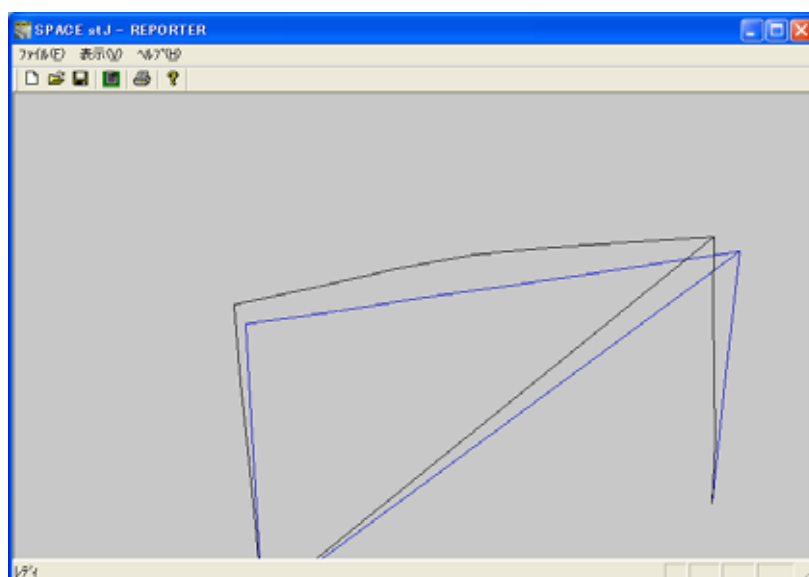 SPACE stJ - REPORTER
ﾌｧｲﾙ(F) 表示(V) ﾍﾙﾌﾟ(H)
ﾚﾃﾞｨ